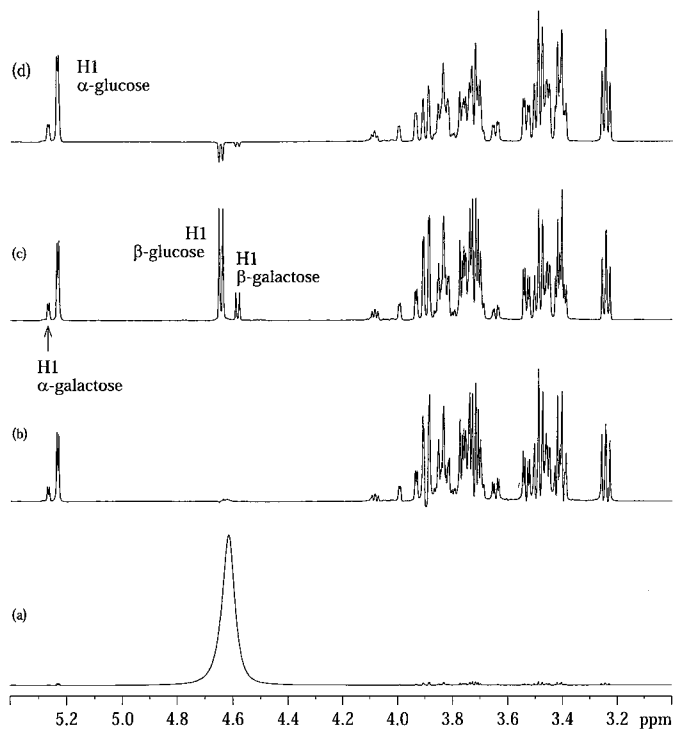 (d)
H1
α-glucose
(c)
H1
β-glucose
H1
β-galactose
H1
α-galactose
(b)
(a)
5.2 5.0 4.8 4.6 4.4 4.2 4.0 3.8 3.6 3.4 3.2 ppm